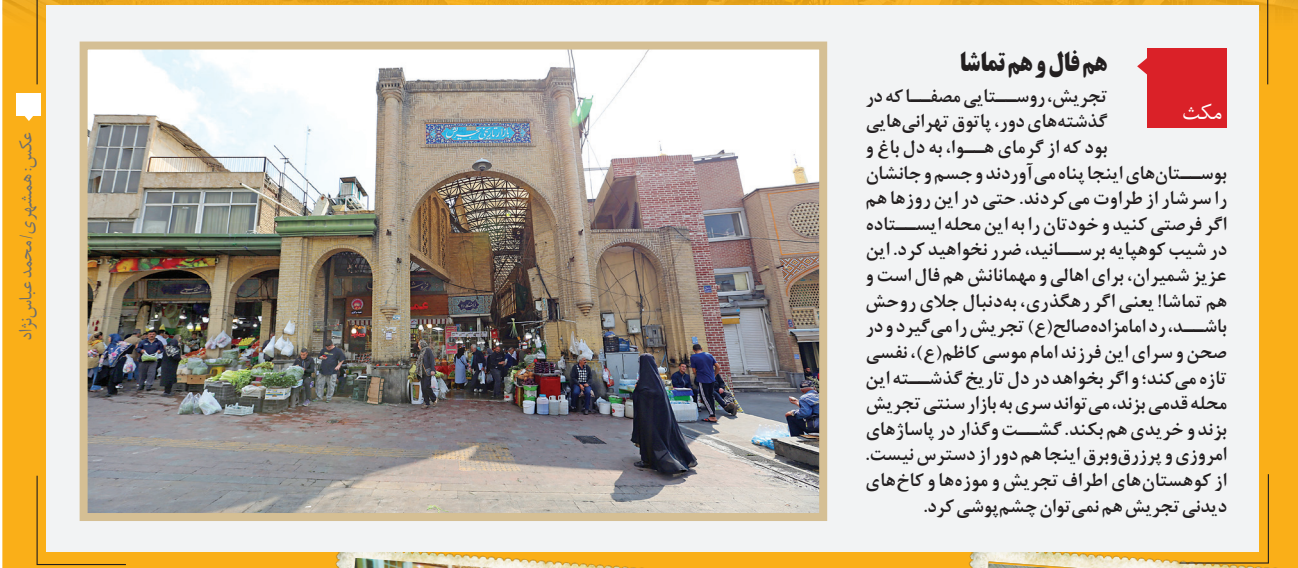 مکث
هم فال و هم تماشا
تجریش، روستایی مصفا که در
گذشته‌های دور، پاتوق تهرانی‌هایی
بود که از گرمای هوا، به دل باغ و
بوستان‌های اینجا پناه می‌آوردند و جسم و جانشان
را سرشار از طراوت می‌کردند. حتی در این روزها هم
اگر فرصتی کنید و خودتان را به این محله ایستاده
در شیب کوهپایه برسانید، ضرر نخواهید کرد. این
عزیز شمیران، برای اهالی و مهمانانش هم فال است و
هم تماشا! یعنی اگر رهگذری، به‌دنبال جلای روحش
باشد، رد امامزاده‌صالح(ع) تجریش را می‌گیرد و در
صحن و سرای این فرزند امام موسی کاظم(ع)، نفسی
تازه می‌کند؛ و اگر بخواهد در دل تاریخ گذشته این
محله قدمی بزند، می‌تواند سری به بازار سنتی تجریش
بزند و خریدی هم بکند. گشت وگذار در پاساژهای
امروزی و پرزرق‌وبرق اینجا هم دور از دسترس نیست.
از کوهستان‌های اطراف تجریش و موزه‌ها و کاخ‌های
دیدنی تجریش هم نمی‌توان چشم‌پوشی کرد.
عکس: همشهری/ محمد عباس‌نژاد